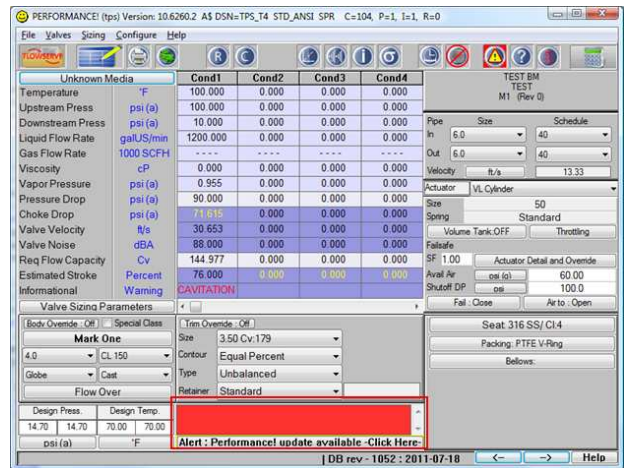 PERFORMANCE! (tps) Version: 10.6260.2 A$ DSN=TPS_T4 STD_ANSI SPR C=104, P=1, I=1, R=0
File Valves Sizing Configure Help
FLOWSERVE
Unknown Media Cond1 Cond2 Cond3 Cond4
Temperature °F 100.000 0.000 0.000 0.000
Upstream Press psi (a) 100.000 0.000 0.000 0.000
Downstream Press psi (a) 10.000 0.000 0.000 0.000
Liquid Flow Rate galUS/min 1200.000 0.000 0.000 0.000
Gas Flow Rate 1000 SCFH ---- ---- ---- ----
Viscosity cP 0.000 0.000 0.000 0.000
Vapor Pressure psi (a) 0.955 0.000 0.000 0.000
Pressure Drop psi (a) 90.000 0.000 0.000 0.000
Choke Drop psi (a) 71.615 0.000 0.000 0.000
Valve Velocity ft/s 30.653 0.000 0.000 0.000
Valve Noise dBA 88.000 0.000 0.000 0.000
Req Flow Capacity Cv 144.977 0.000 0.000 0.000
Estimated Stroke Percent 76.000 0.000 0.000 0.000
Informational Warning CAVITATION
Valve Sizing Parameters
TEST BM
TEST
M1 (Rev 0)
Pipe Size Schedule
In 6.0 40
Out 6.0 40
Velocity ft/s 13.33
Actuator VL Cylinder
Size 50
Spring Standard
Volume Tank:OFF Throttling
Failsafe
SF 1.00 Actuator Detail and Override
Avail Air psi (g) 60.00
Shutoff DP psi 100.0
Fail : Close Air to : Open
Body Override : Off Special Class
Mark One
4.0 CL 150
Globe Cast
Flow Over
Trim Override : Off
Size 3.50 Cv:179
Contour Equal Percent
Type Unbalanced
Retainer Standard
Seat 316 SS/ Cl:4
Packing: PTFE V-Ring
Bellows:
Design Press. Design Temp.
14.70 14.70 70.00 70.00
psi (a) °F
Alert : Performance! update available -Click Here-
| DB rev - 1052 : 2011-07-18 <-- --> Help